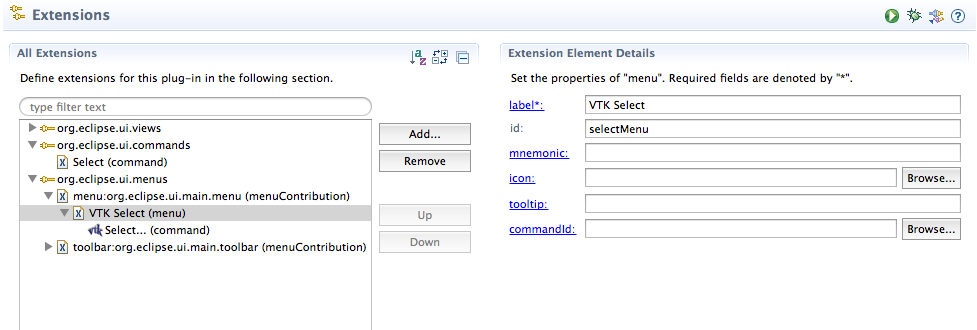 Extensions
All Extensions
Define extensions for this plug-in in the following section.
type filter text
org.eclipse.ui.views
org.eclipse.ui.commands
Select (command)
org.eclipse.ui.menus
menu:org.eclipse.ui.main.menu (menuContribution)
VTK Select (menu)
Select... (command)
toolbar:org.eclipse.ui.main.toolbar (menuContribution)
Add...
Remove
Up
Down
Extension Element Details
Set the properties of "menu". Required fields are denoted by "*".
label*: VTK Select
id: selectMenu
mnemonic:
icon: Browse...
tooltip:
commandId: Browse...